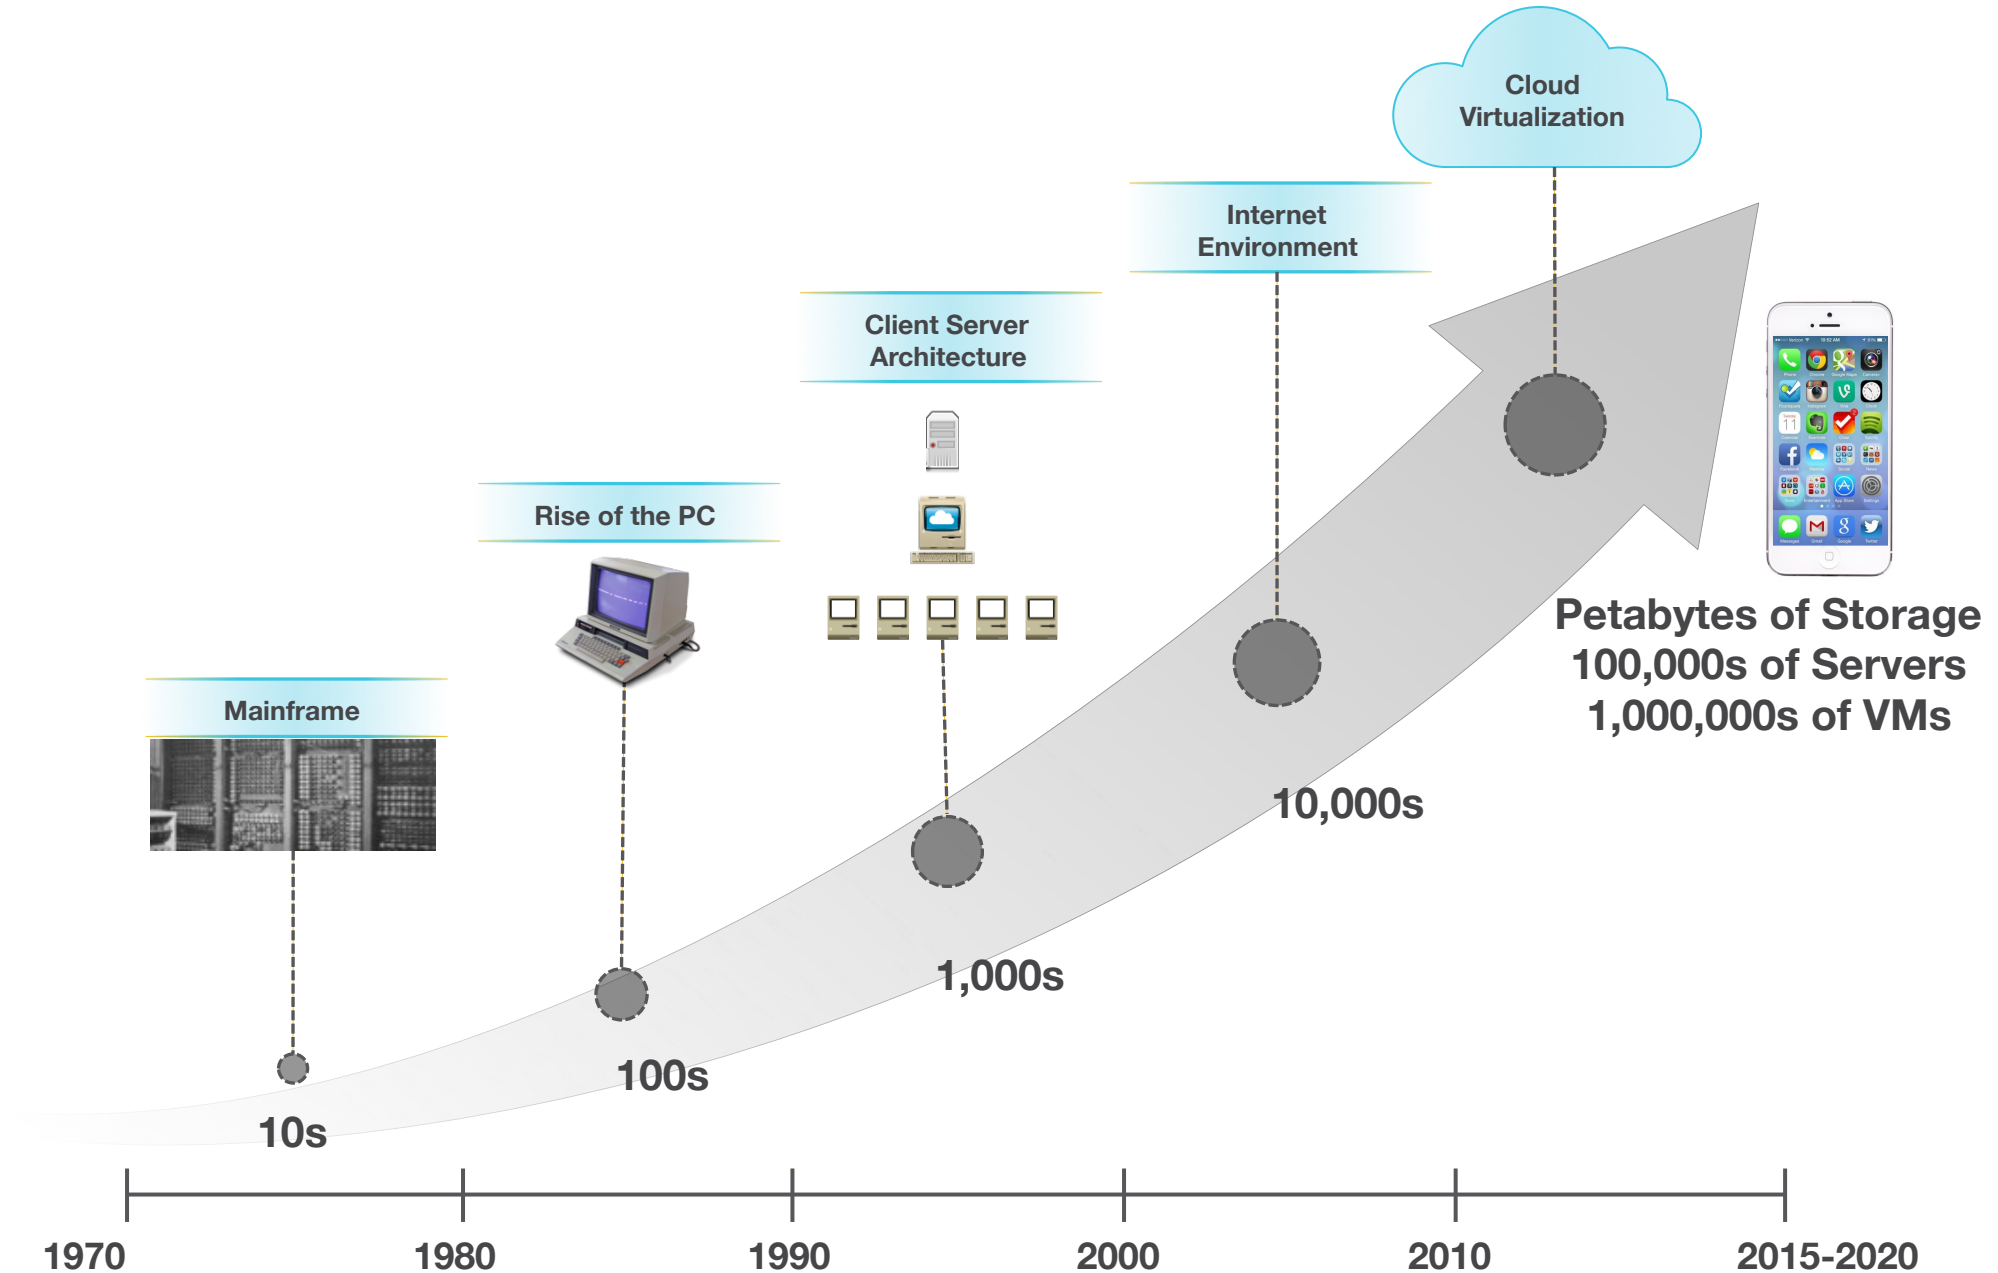 Cloud
Virtualization
Internet
Environment
Client Server
Architecture
Rise of the PC
Mainframe
Petabytes of Storage
100,000s of Servers
1,000,000s of VMs
10,000s
1,000s
100s
10s
1970
1980
1990
2000
2010
2015-2020